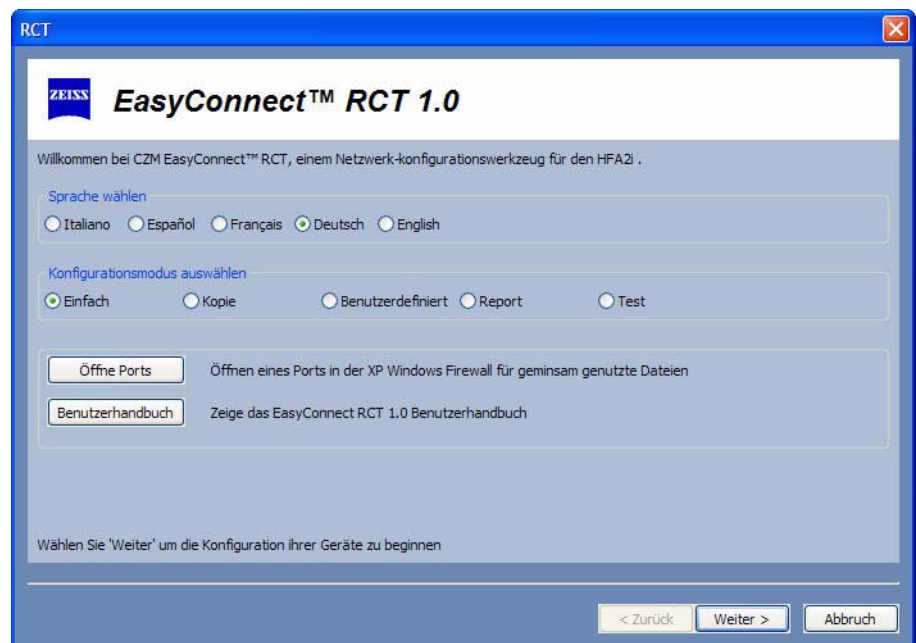 RCT
ZEISS
EasyConnect™ RCT 1.0
Willkommen bei CZM EasyConnect™ RCT, einem Netzwerk-konfigurationswerkzeug für den HFA2i .
Sprache wählen
Italiano Español Français Deutsch English
Konfigurationsmodus auswählen
Einfach Kopie Benutzerdefiniert Report Test
Öffne Ports Öffnen eines Ports in der XP Windows Firewall für geminsam genutzte Dateien
Benutzerhandbuch Zeige das EasyConnect RCT 1.0 Benutzerhandbuch
Wählen Sie 'Weiter' um die Konfiguration ihrer Geräte zu beginnen
< Zurück Weiter > Abbruch